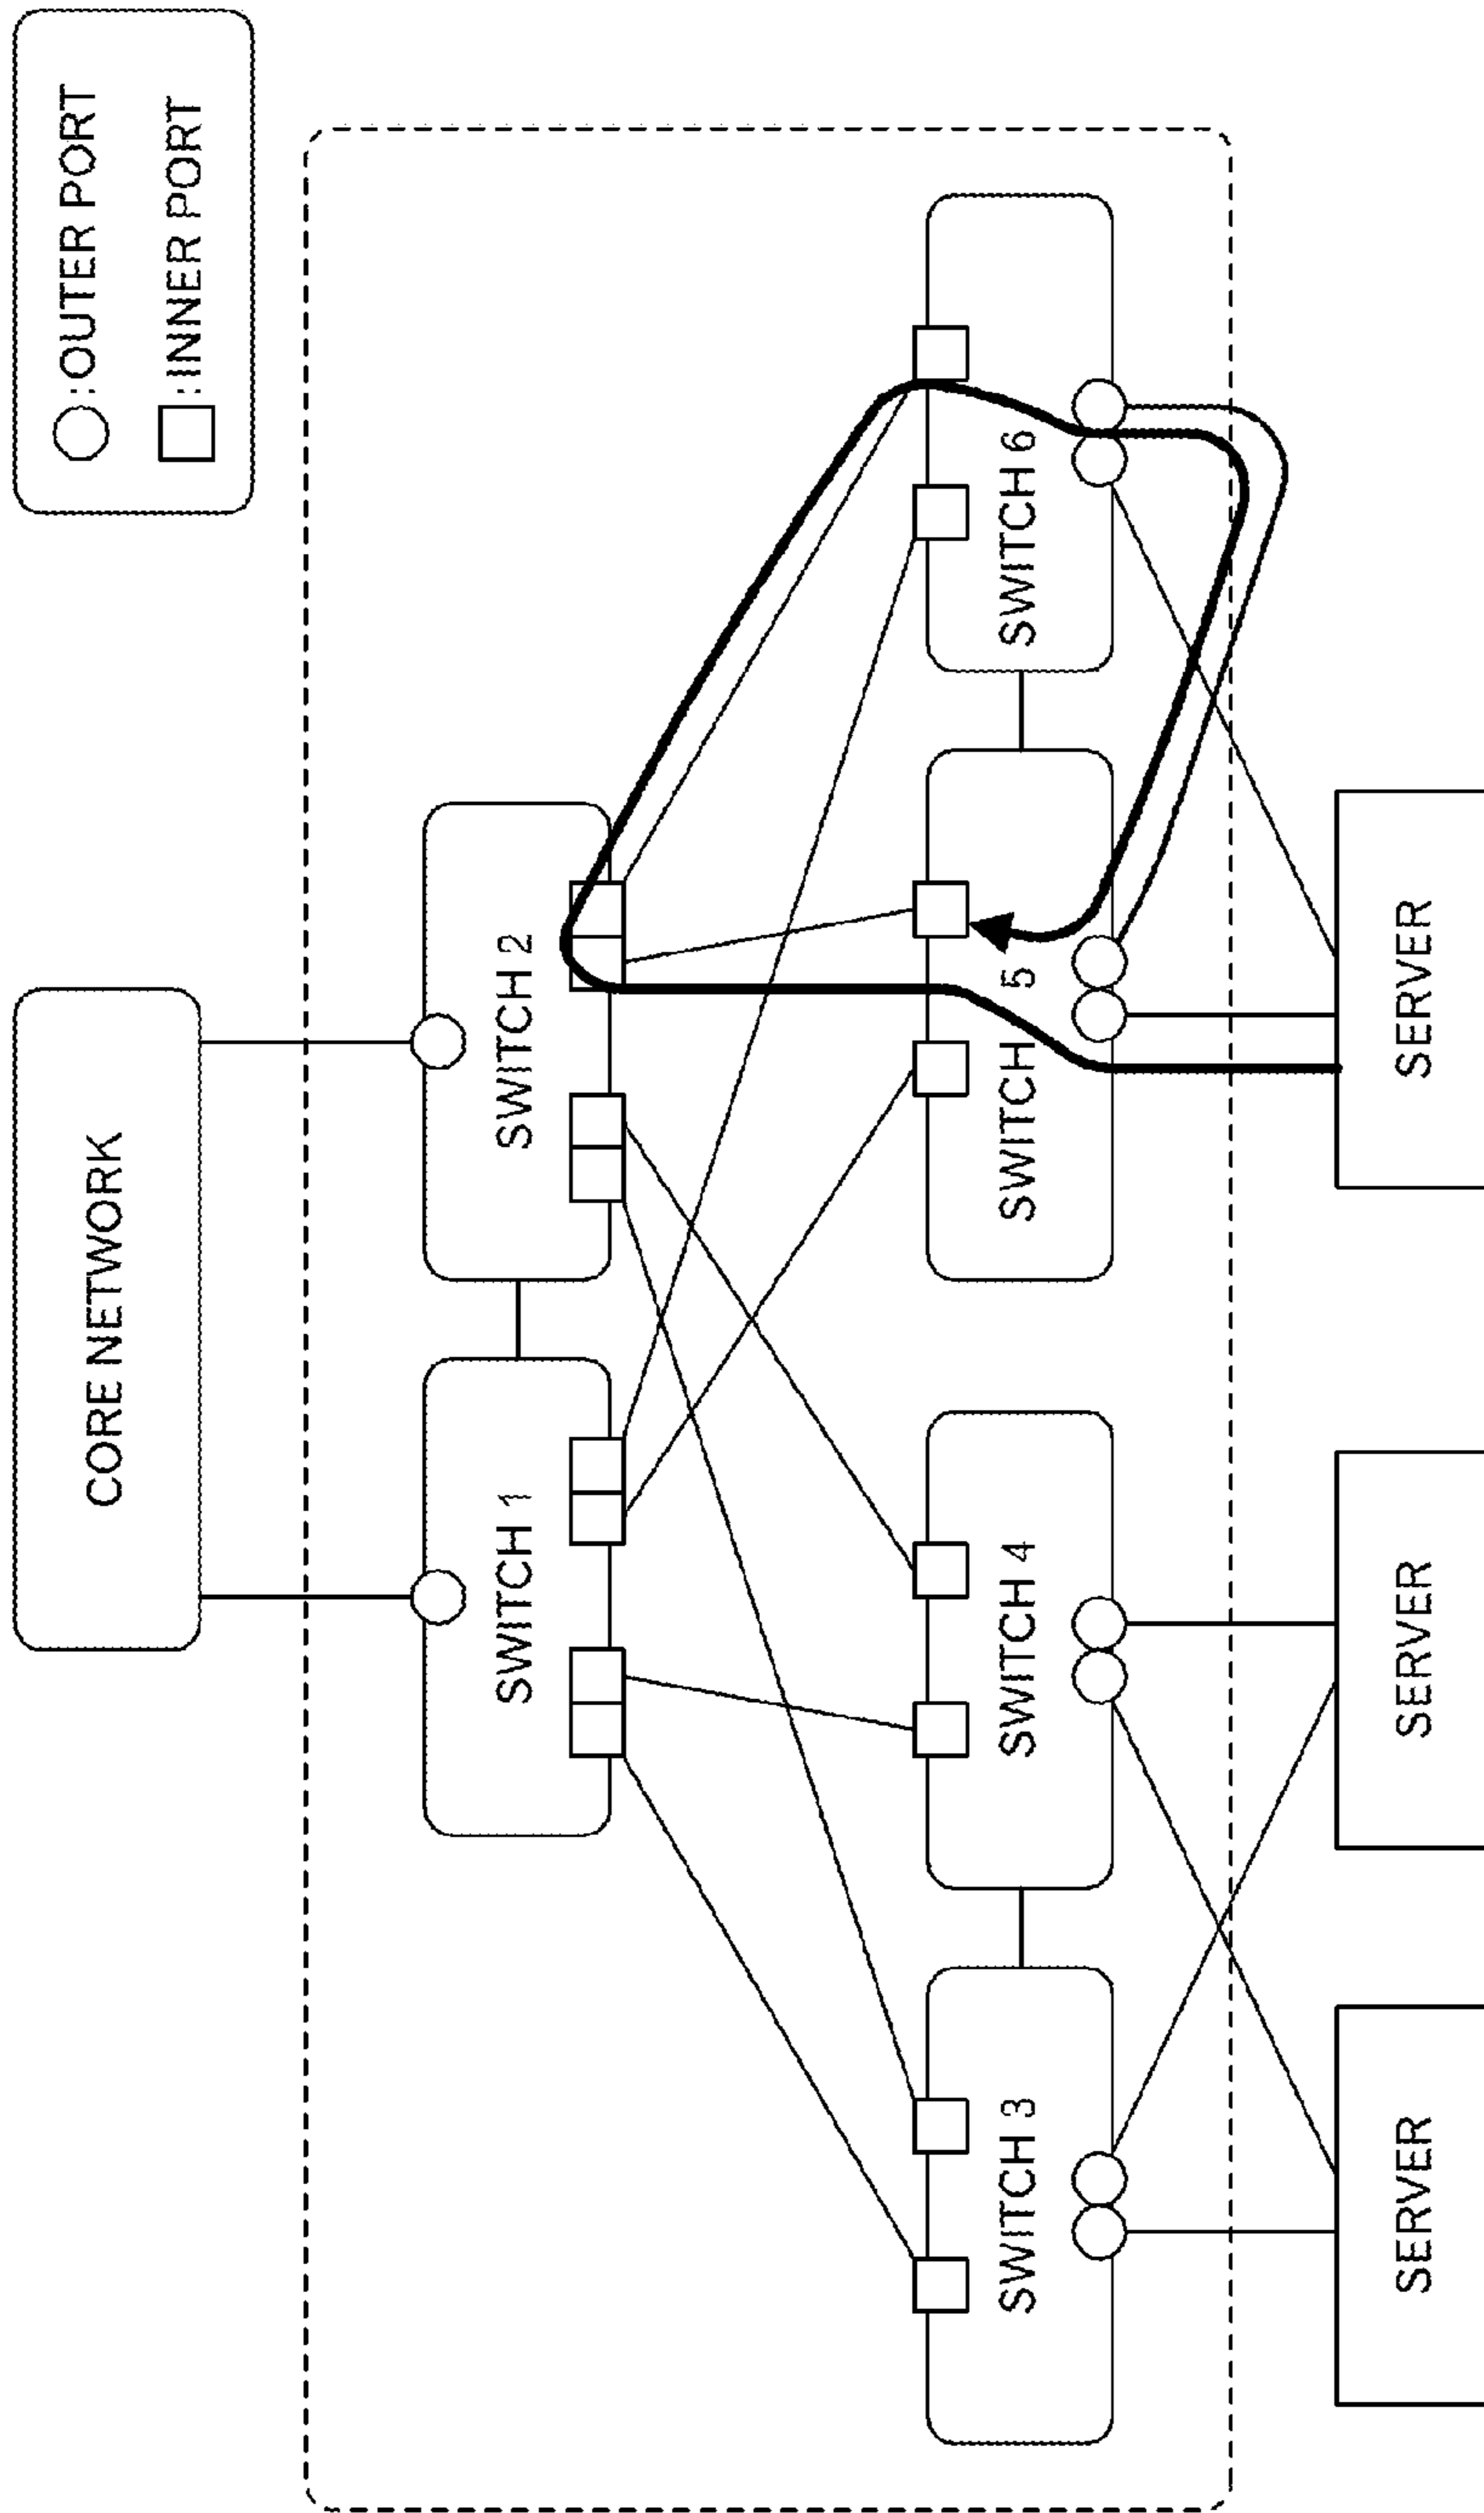 :OUTER PORT
:INNER PORT
CORE NETWORK
SWITCH 1
SWITCH 2
SWITCH 3
SWITCH 4
SWITCH 5
SWITCH 6
SERVER
SERVER
SERVER